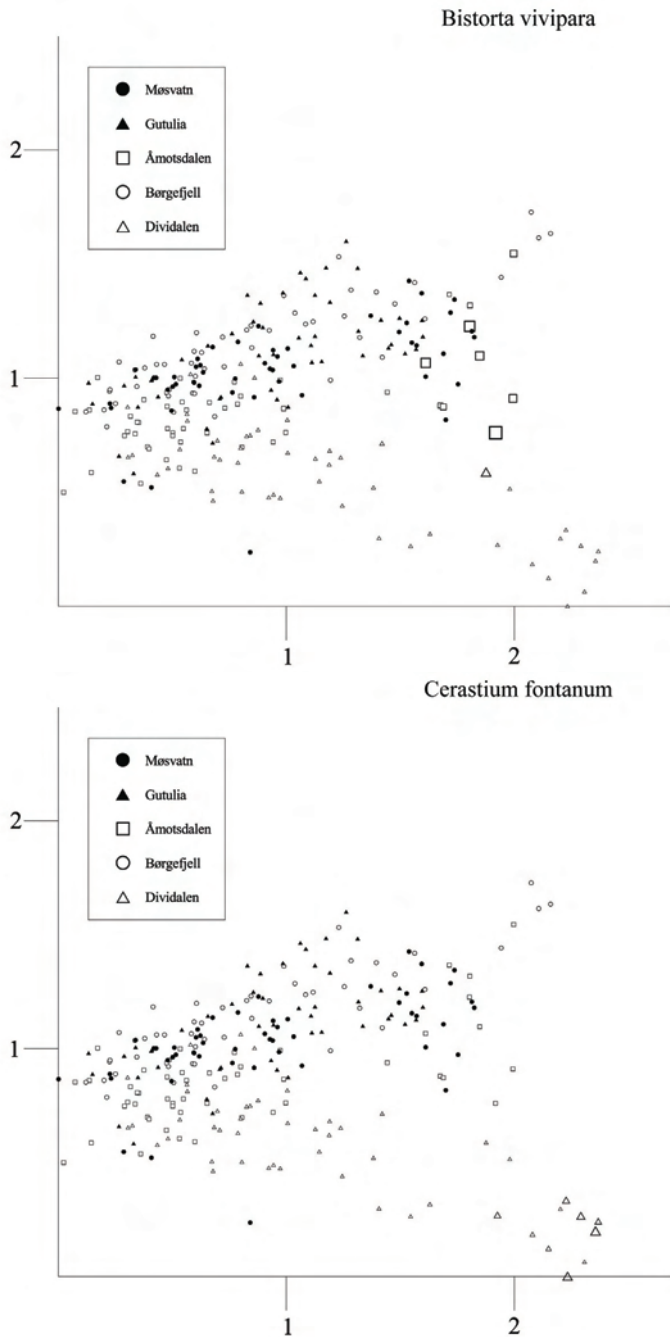 Bistorta vivipara
Møsvatn
Gutulia
Åmotsdalen
Børgefjell
Dividalen
2
1
1
2
Cerastium fontanum
Møsvatn
Gutulia
Åmotsdalen
Børgefjell
Dividalen
2
1
1
2